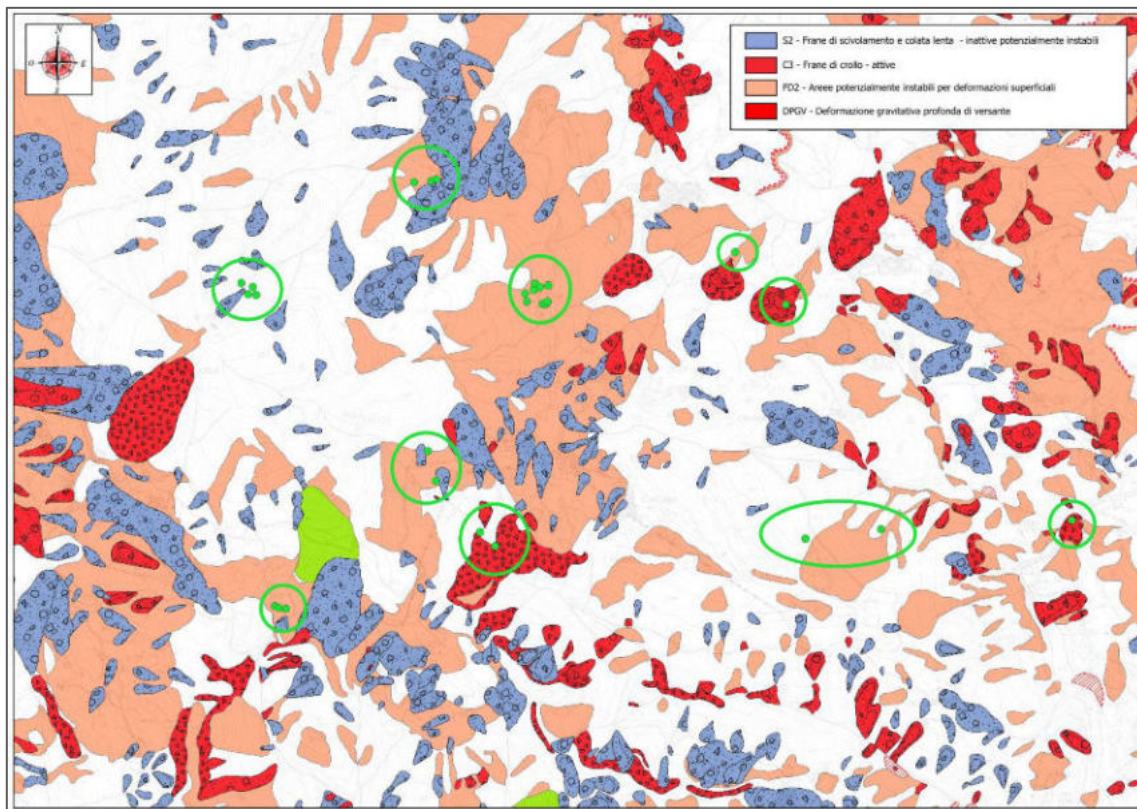 N
O
E
S2 - Frane di scivolamento e colata lenta - inattive potenzialmente instabili
C3 - Frane di crollo - attive
FD2 - Areee potenzialmente instabili per deformazioni superficiali
DPGV - Deformazione gravitativa profonda di versante